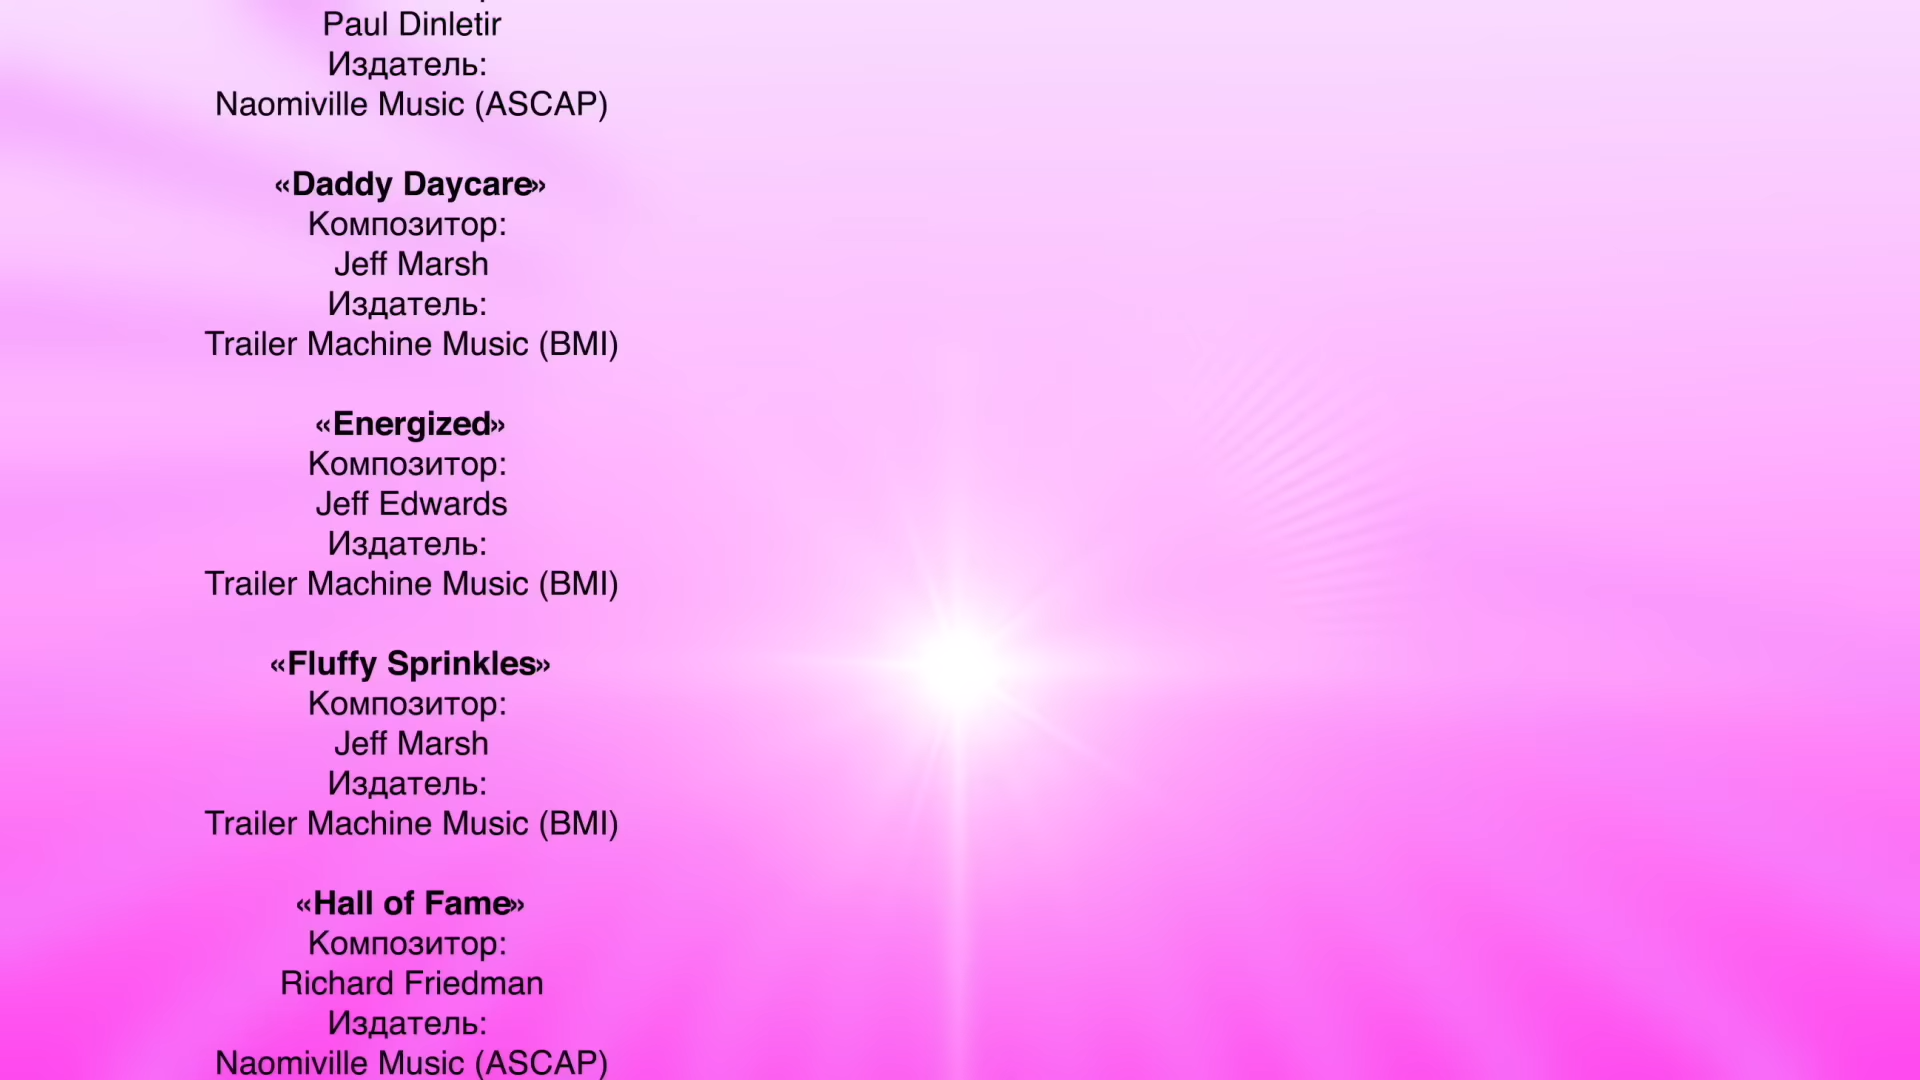 Paul Dinletir
Издатель:
Naomiville Music (ASCAP)
«Daddy Daycare»
Композитор:
Jeff Marsh
Издатель:
Trailer Machine Music (BMI)
«Energized»
Композитор:
Jeff Edwards
Издатель:
Trailer Machine Music (BMI)
«Fluffy Sprinkles»
Композитор:
Jeff Marsh
Издатель:
Trailer Machine Music (BMI)
«Hall of Fame»
Композитор:
Richard Friedman
Издатель:
Naomiville Music (ASCAP)